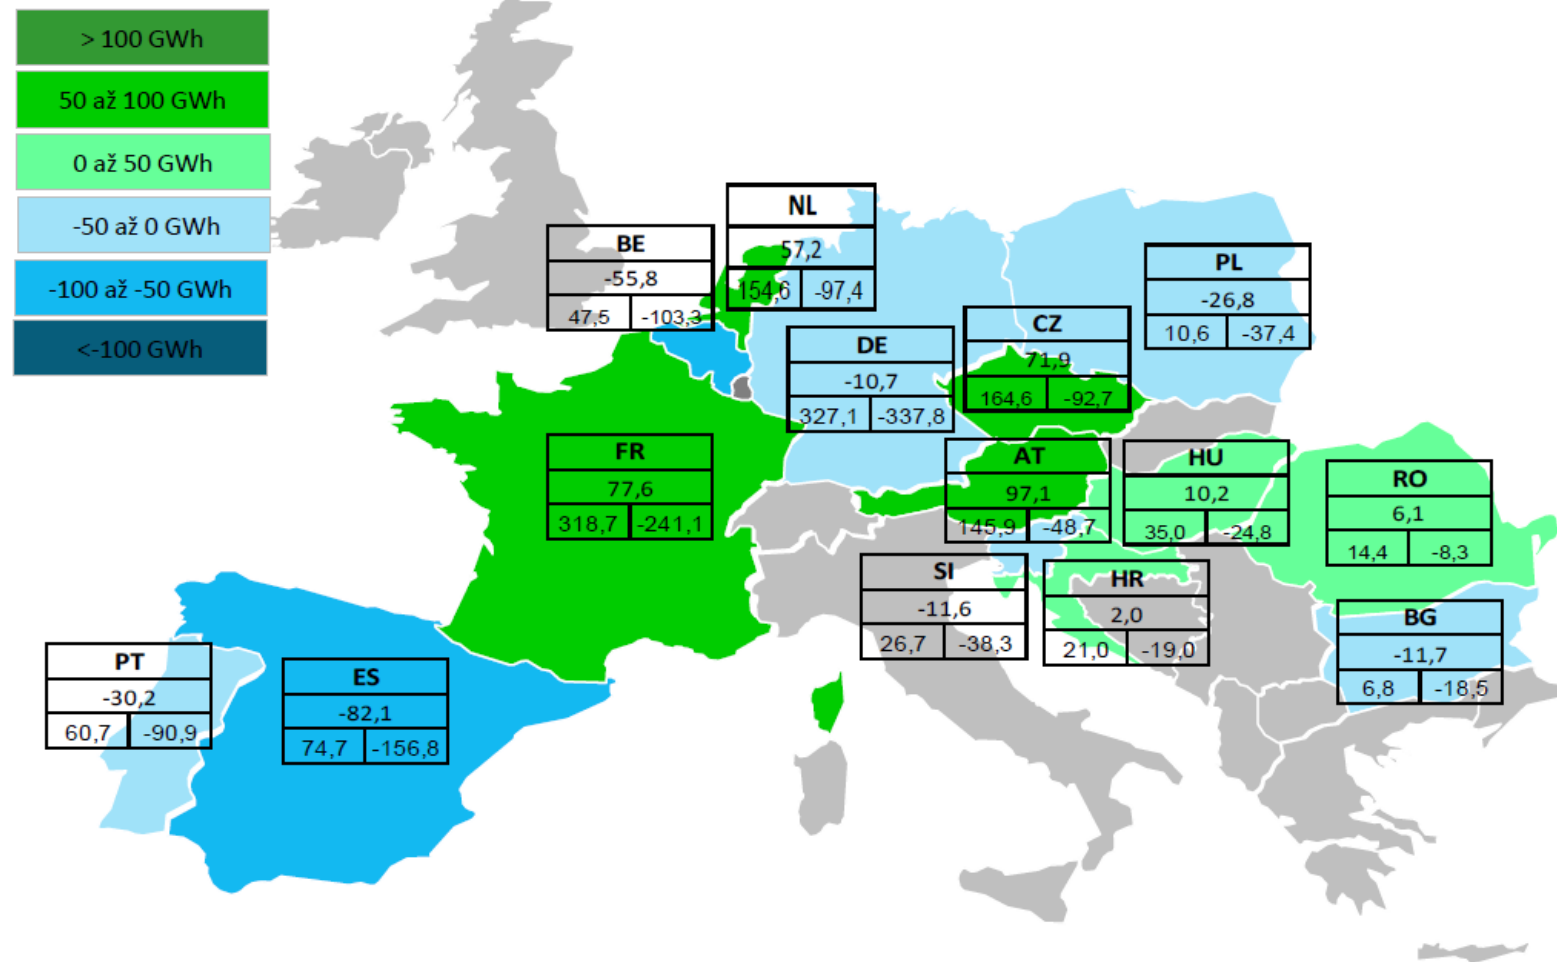 > 100 GWh
50 až 100 GWh
0 až 50 GWh
-50 až 0 GWh
-100 až -50 GWh
<-100 GWh
NL
57,2
154,6 -97,4
BE
-55,8
47,5 -103,3
PL
-26,8
10,6 -37,4
CZ
71,9
164,6 -92,7
DE
-10,7
327,1 -337,8
FR
77,6
318,7 -241,1
AT
97,1
145,9 -48,7
HU
10,2
35,0 -24,8
RO
6,1
14,4 -8,3
SI
-11,6
26,7 -38,3
HR
2,0
21,0 -19,0
BG
-11,7
6,8 -18,5
PT
-30,2
60,7 -90,9
ES
-82,1
74,7 -156,8